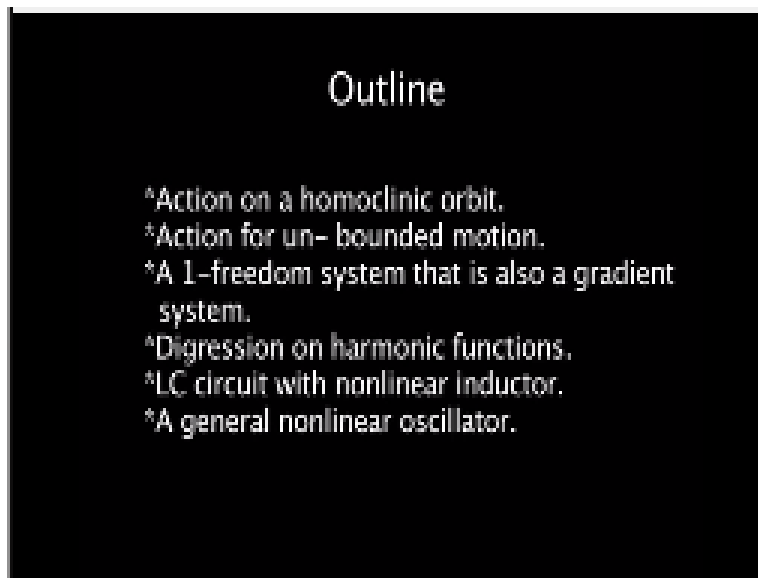 Outline
*Action on a homoclinic orbit.
*Action for un- bounded motion.
*A 1-freedom system that is also a gradient
system.
*Digression on harmonic functions.
*LC circuit with nonlinear inductor.
*A general nonlinear oscillator.